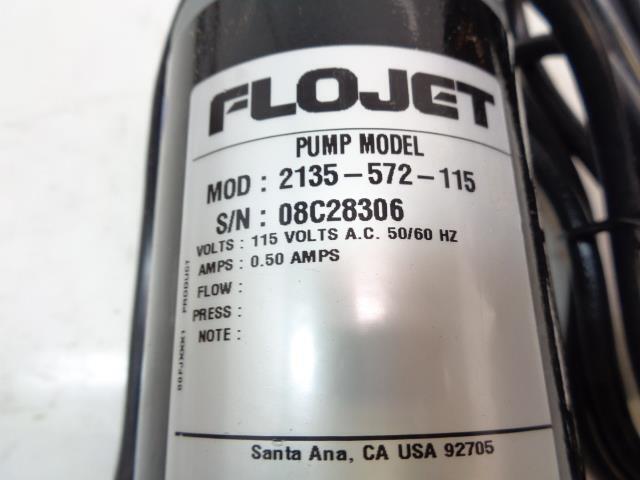 FLOJET
PUMP MODEL
MOD : 2135-572-115
S/N : 08C28306
VOLTS : 115 VOLTS A.C. 50/60 HZ
AMPS : 0.50 AMPS
FLOW :
PRESS :
NOTE :
00FJXXX1 PRODUCT
Santa Ana, CA USA 92705